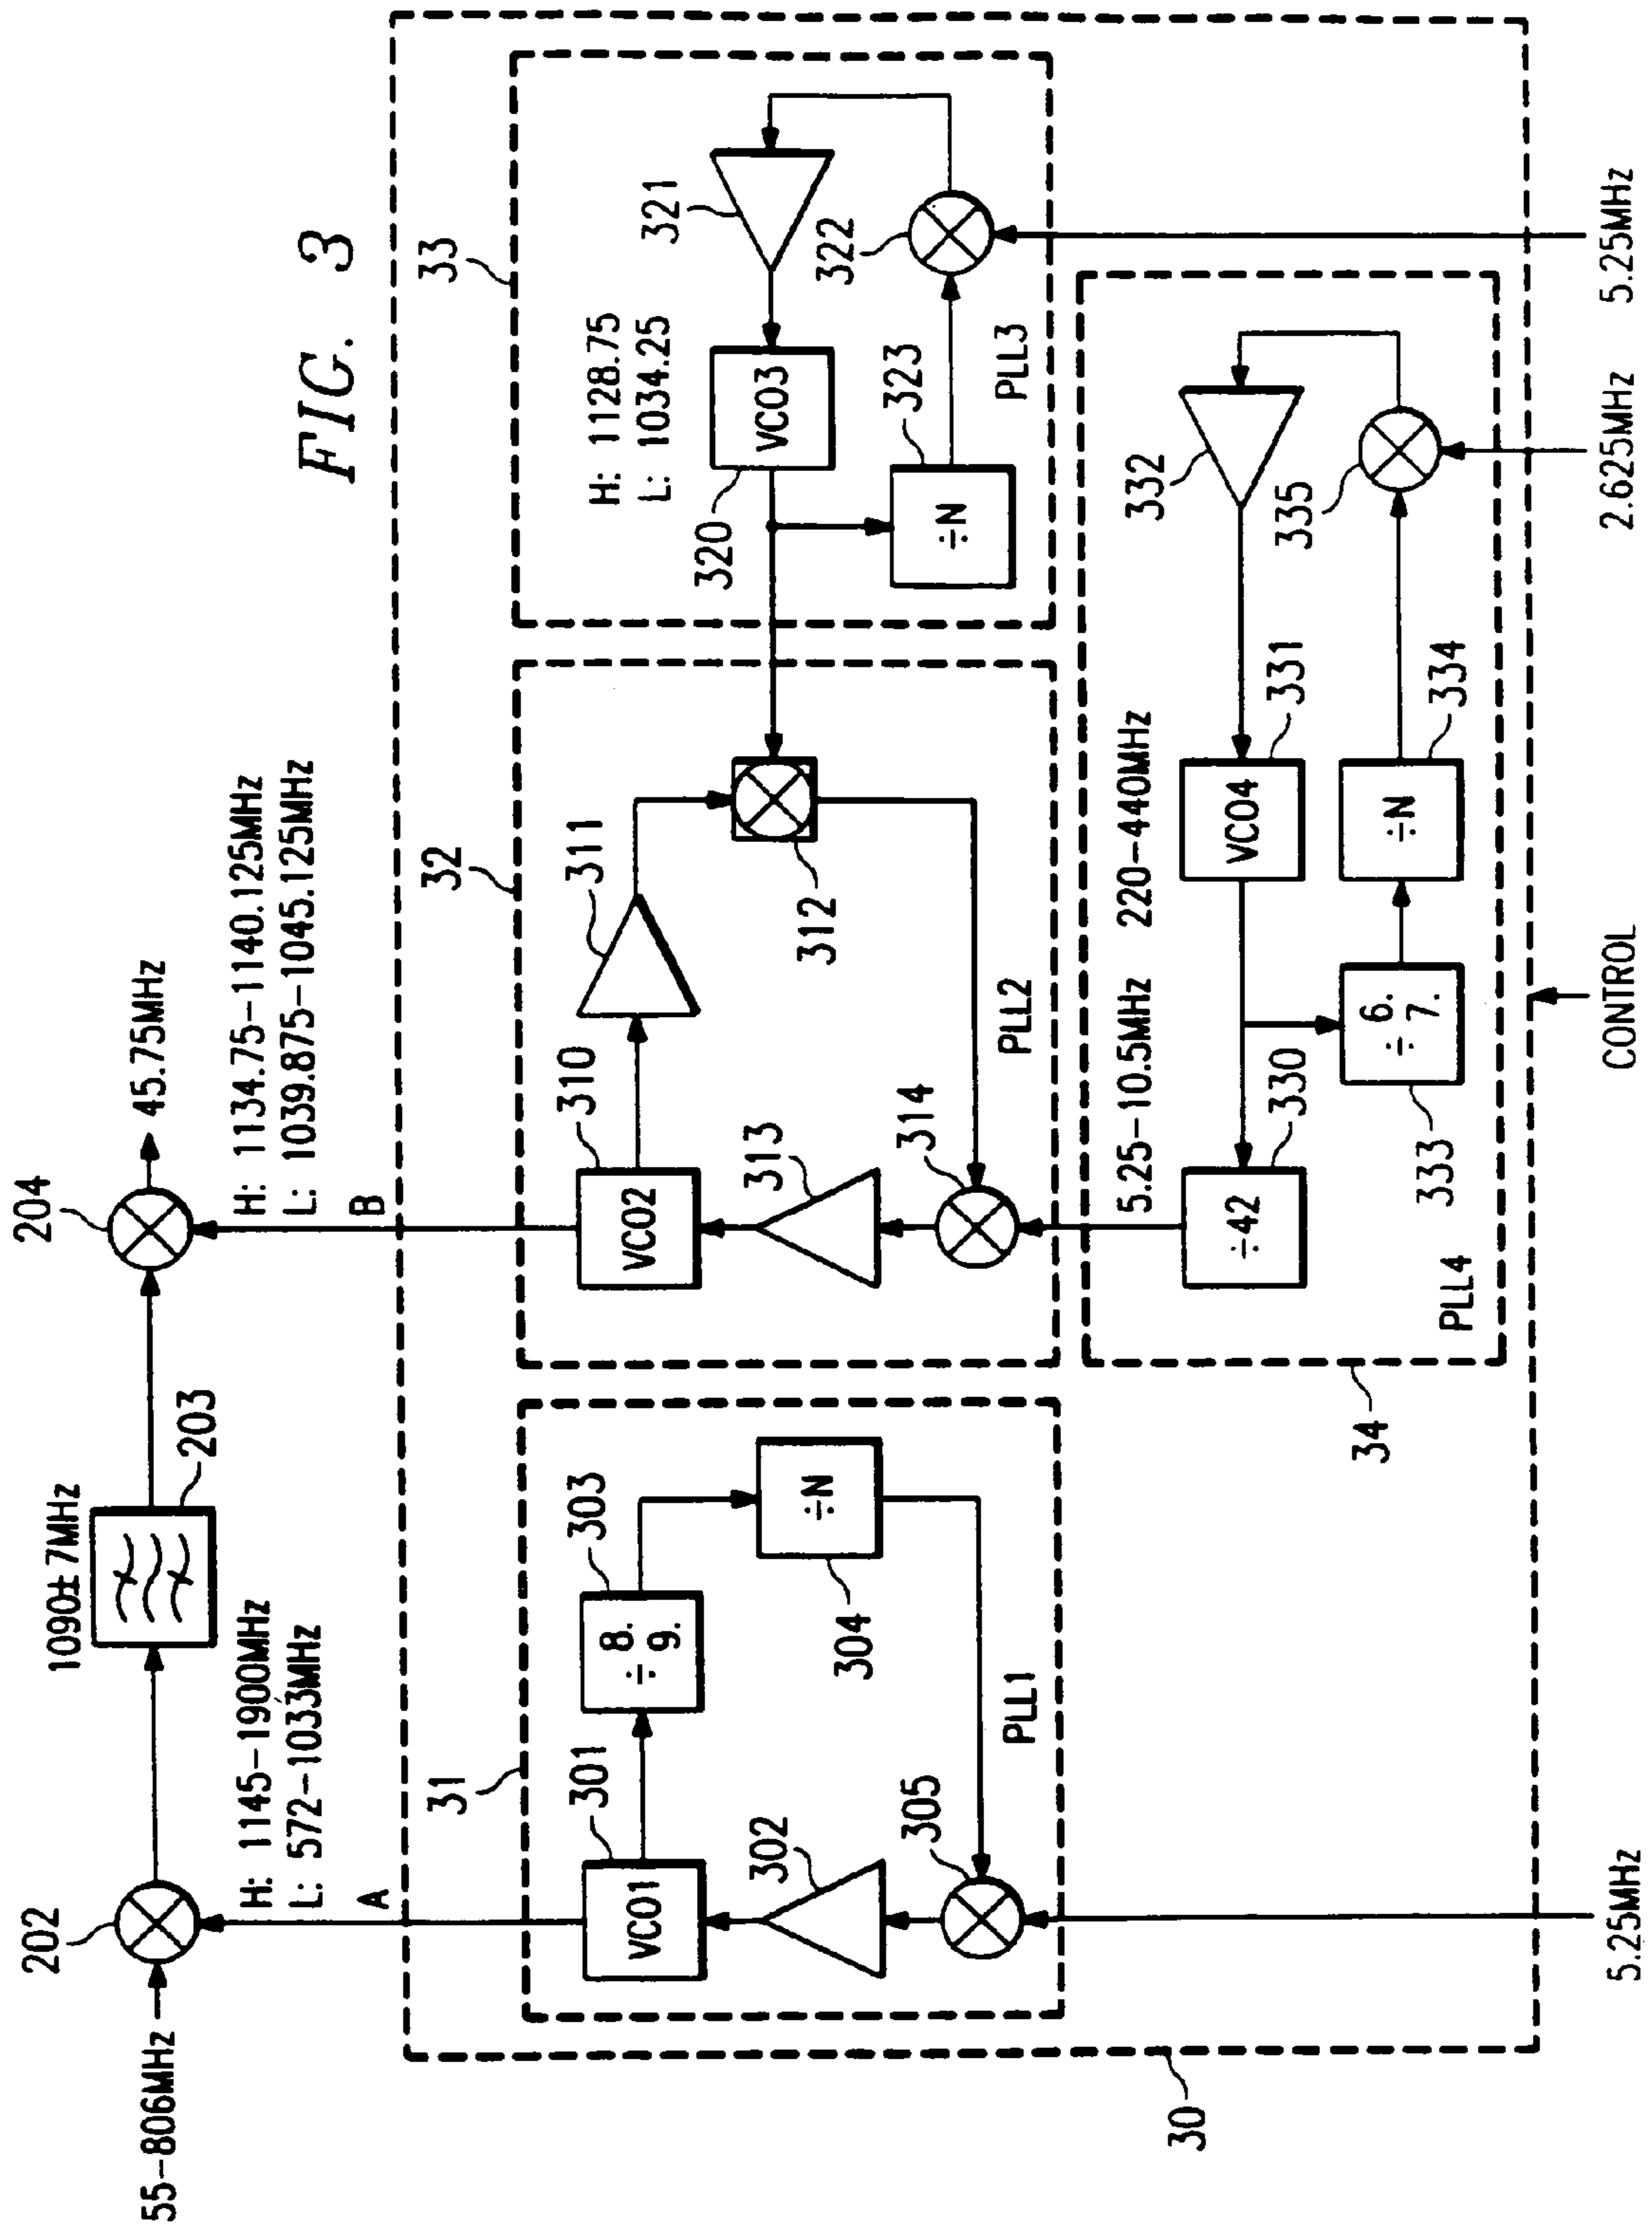 FIG. 3
55-806MHz
202
1090± 7MHz
203
204
45.75MHz
H: 1145-1900MHz
L: 572-1033MHz
A
H: 1134.75-1140.125MHz
L: 1039.875-1045.125MHz
B
31
301
VCO1
303
÷ 8. 9.
302
304
÷N
305
PLL1
32
310
VCO2
311
313
312
314
PLL2
33
H: 1128.75
L: 1034.25
321
320
VCO3
322
323
÷N
PLL3
5.25-10.5MHz
220-440MHz
÷42
330
VCO4
331
332
333
÷ 6. 7.
334
÷N
335
PLL4
34
30
5.25MHz
CONTROL
2.625MHz
5.25MHz